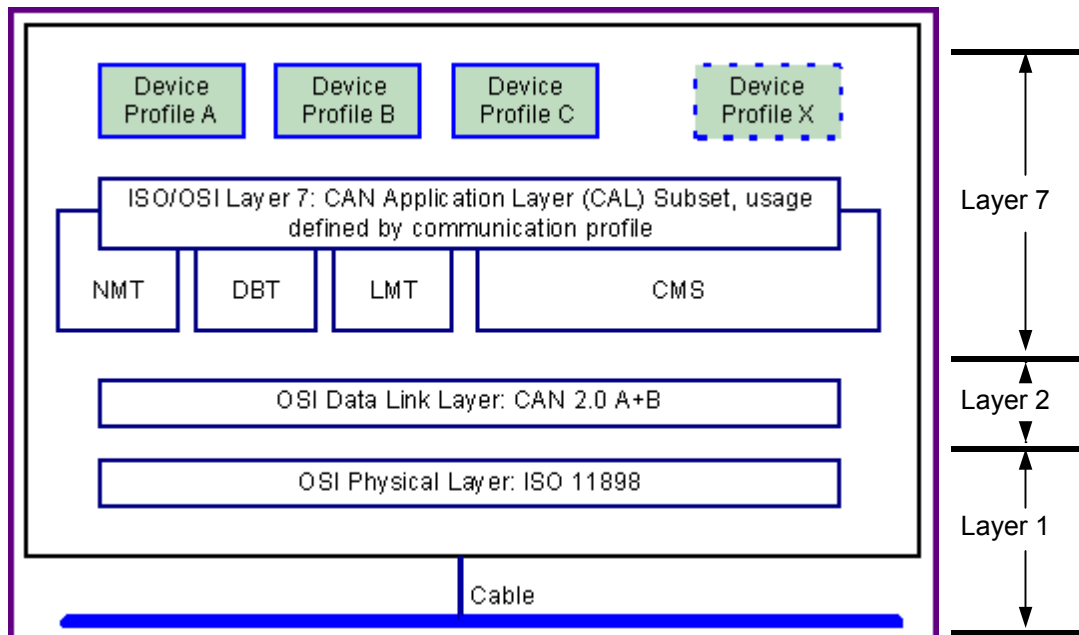 Device
Profile A
Device
Profile B
Device
Profile C
Device
Profile X
ISO/OSI Layer 7: CAN Application Layer (CAL) Subset, usage
defined by communication profile
NMT
DBT
LMT
CMS
Layer 7
OSI Data Link Layer: CAN 2.0 A+B
Layer 2
OSI Physical Layer: ISO 11898
Layer 1
Cable